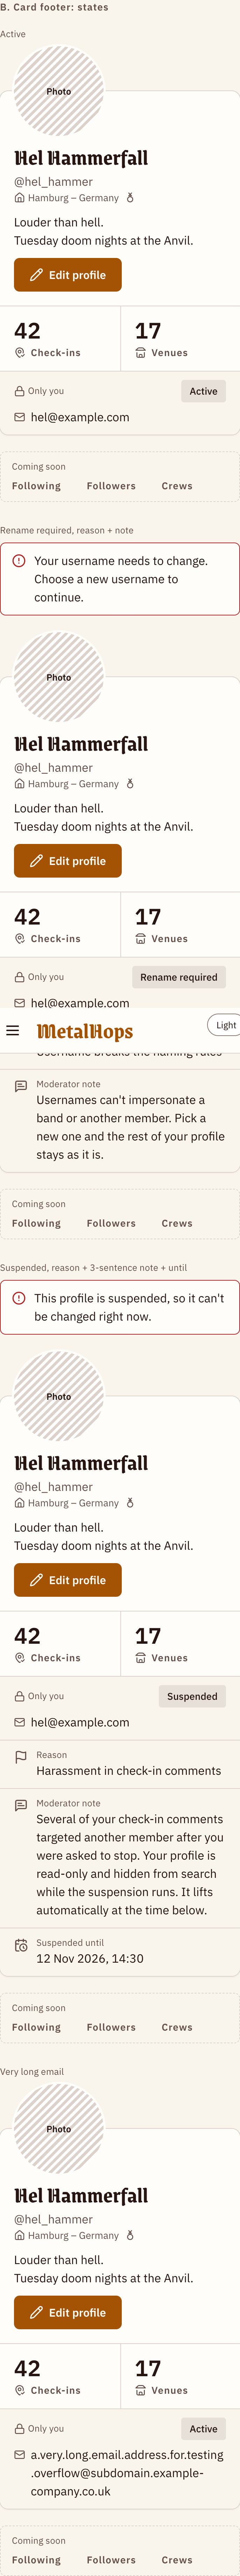 B. Card footer: states
Active
Photo
Hel Hammerfall
@hel_hammer
Hamburg – Germany
Louder than hell.
Tuesday doom nights at the Anvil.
Edit profile
42
Check-ins
17
Venues
Only you
Active
hel@example.com
Coming soon
Following Followers Crews
Rename required, reason + note
Your username needs to change.
Choose a new username to
continue.
Photo
Hel Hammerfall
@hel_hammer
Hamburg – Germany
Louder than hell.
Tuesday doom nights at the Anvil.
Edit profile
42
Check-ins
17
Venues
Only you
Rename required
hel@example.com
MetalHops
Light
Username breaks the naming rules
Moderator note
Usernames can't impersonate a
band or another member. Pick a
new one and the rest of your profile
stays as it is.
Coming soon
Following Followers Crews
Suspended, reason + 3-sentence note + until
This profile is suspended, so it can't
be changed right now.
Photo
Hel Hammerfall
@hel_hammer
Hamburg – Germany
Louder than hell.
Tuesday doom nights at the Anvil.
Edit profile
42
Check-ins
17
Venues
Only you
Suspended
hel@example.com
Reason
Harassment in check-in comments
Moderator note
Several of your check-in comments
targeted another member after you
were asked to stop. Your profile is
read-only and hidden from search
while the suspension runs. It lifts
automatically at the time below.
Suspended until
12 Nov 2026, 14:30
Coming soon
Following Followers Crews
Very long email
Photo
Hel Hammerfall
@hel_hammer
Hamburg – Germany
Louder than hell.
Tuesday doom nights at the Anvil.
Edit profile
42
Check-ins
17
Venues
Only you
Active
a.very.long.email.address.for.testing
.overflow@subdomain.example-
company.co.uk
Coming soon
Following Followers Crews